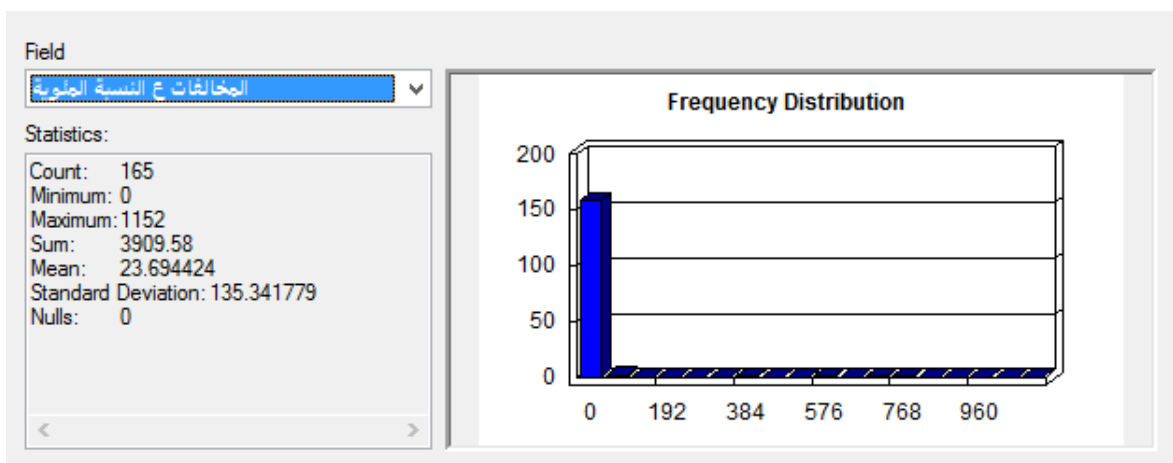 Field
المخالفات ع النسبة المئوية
Statistics:
Count: 165
Minimum: 0
Maximum: 1152
Sum: 3909.58
Mean: 23.694424
Standard Deviation: 135.341779
Nulls: 0
Frequency Distribution
200
150
100
50
0
0 192 384 576 768 960